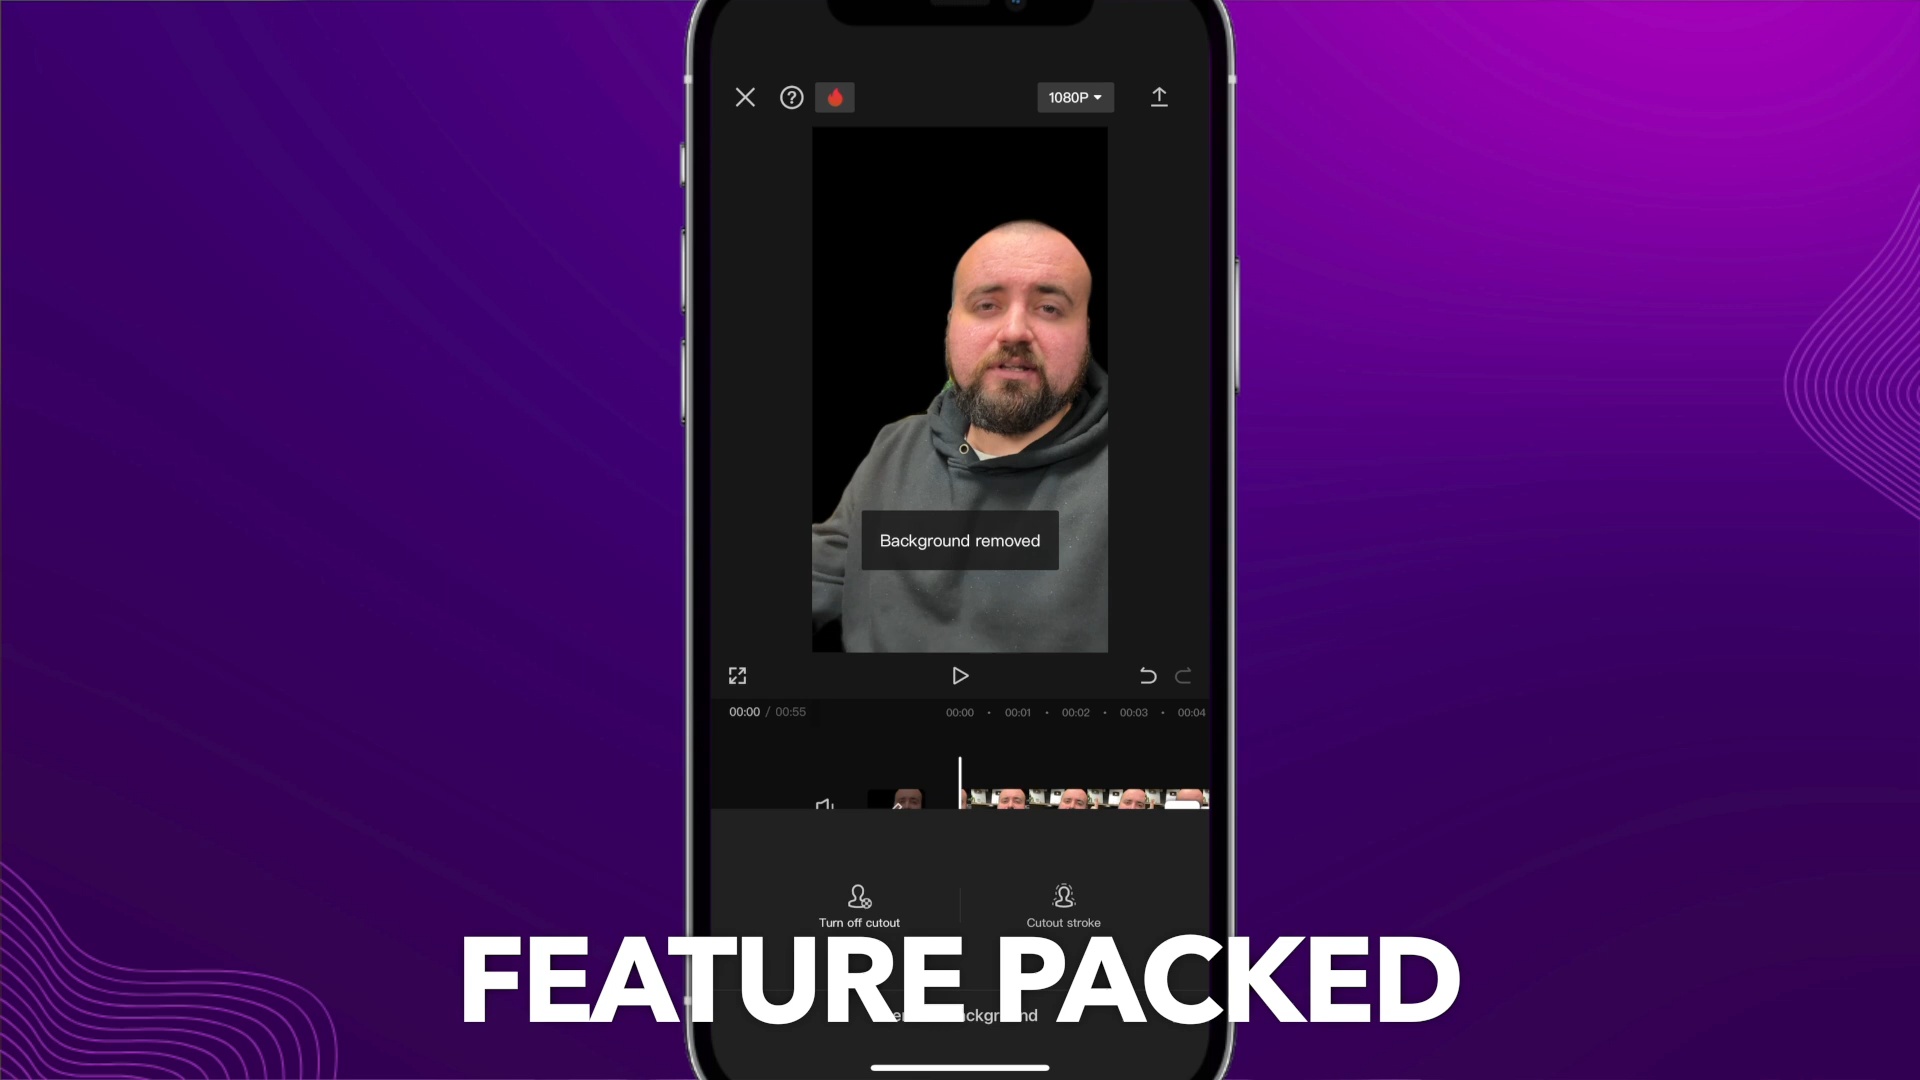 1080P
Background removed
00:00 / 00:55
00:00 • 00:01 • 00:02 • 00:03 • 00:04
Turn off cutout
Cutout stroke
FEATURE PACKED